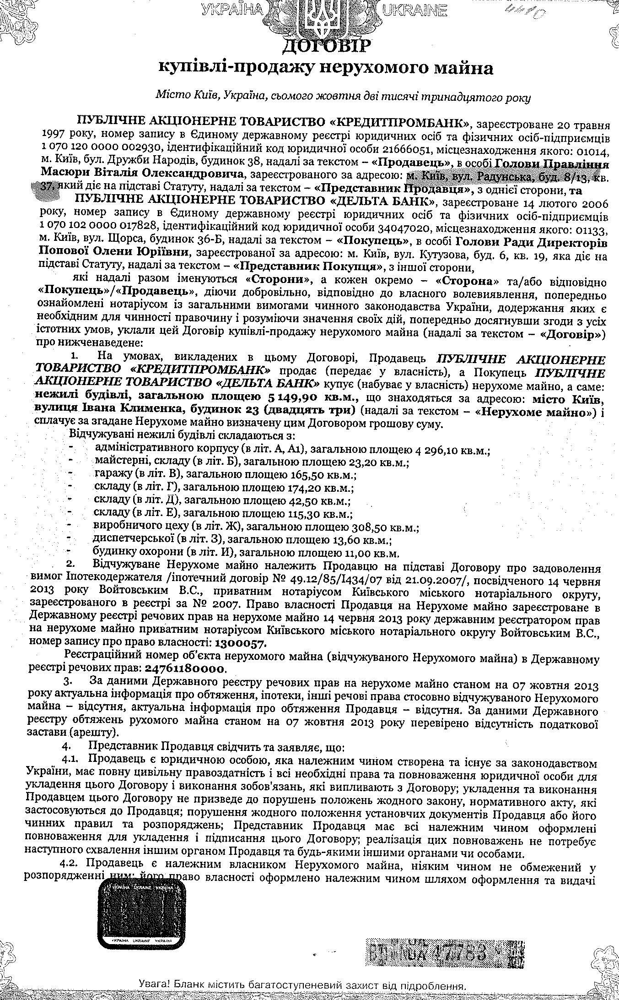 УКРАЇНА UKRAINE
ДОГОВІР
купівлі-продажу нерухомого майна
Місто Київ, Україна, сьомого жовтня дві тисячі тринадцятого року
ПУБЛІЧНЕ АКЦІОНЕРНЕ ТОВАРИСТВО «КРЕДИТПРОМБАНК», зареєстроване 20 травня
1997 року, номер запису в Єдиному державному реєстрі юридичних осіб та фізичних осіб-підприємців
1 070 120 0000 002930, ідентифікаційний код юридичної особи 21666051, місцезнаходження якого: 01014,
м. Київ, бул. Дружби Народів, будинок 38, надалі за текстом – «Продавець», в особі Голови Правління
Масюри Віталія Олександровича, зареєстрованого за адресою: м. Київ, вул. Радунська, буд. 8/13, кв.
37, який діє на підставі Статуту, надалі за текстом – «Представник Продавця», з однієї сторони, та
ПУБЛІЧНЕ АКЦІОНЕРНЕ ТОВАРИСТВО «ДЕЛЬТА БАНК», зареєстроване 14 лютого 2006
року, номер запису в Єдиному державному реєстрі юридичних осіб та фізичних осіб-підприємців
1 070 102 0000 017828, ідентифікаційний код юридичної особи 34047020, місцезнаходження якого: 01133,
м. Київ, вул. Щорса, будинок 36-Б, надалі за текстом – «Покупець», в особі Голови Ради Директорів
Попової Олени Юріївни, зареєстрованої за адресою: м. Київ, вул. Кутузова, буд. 6, кв. 19, яка діє на
підставі Статуту, надалі за текстом – «Представник Покупця», з іншої сторони,
які надалі разом іменуються «Сторони», а кожен окремо – «Сторона» та/або відповідно
«Покупець»/«Продавець», діючи добровільно, відповідно до власного волевиявлення, попередньо
ознайомлені нотаріусом із загальними вимогами чинного законодавства України, додержання яких є
необхідним для чинності правочину і розуміючи значення своїх дій, попередньо досягнувши згоди з усіх
істотних умов, уклали цей Договір купівлі-продажу нерухомого майна (надалі за текстом – «Договір»)
про нижченаведене:
1. На умовах, викладених в цьому Договорі, Продавець ПУБЛІЧНЕ АКЦІОНЕРНЕ
ТОВАРИСТВО «КРЕДИТПРОМБАНК» продає (передає у власність), а Покупець ПУБЛІЧНЕ
АКЦІОНЕРНЕ ТОВАРИСТВО «ДЕЛЬТА БАНК» купує (набуває у власність) нерухоме майно, а саме:
нежилі будівлі, загальною площею 5 149,90 кв.м., що знаходяться за адресою: місто Київ,
вулиця Івана Клименка, будинок 23 (двадцять три) (надалі за текстом – «Нерухоме майно») і
сплачує за згадане Нерухоме майно визначену цим Договором грошову суму.
Відчужувані нежилі будівлі складаються з:
- адміністративного корпусу (в літ. А, А1), загальною площею 4 296,10 кв.м.;
- майстерні, складу (в літ. Б), загальною площею 23,20 кв.м.;
- гаражу (в літ. В), загальною площею 165,50 кв.м.;
- складу (в літ. Г), загальною площею 174,20 кв.м.;
- складу (в літ. Д), загальною площею 42,50 кв.м.;
- складу (в літ. Е), загальною площею 115,30 кв.м.;
- виробничого цеху (в літ. Ж), загальною площею 308,50 кв.м.;
- диспетчерської (в літ. З), загальною площею 13,60 кв.м.;
- будинку охорони (в літ. И), загальною площею 11,00 кв.м.
2. Відчужуване Нерухоме майно належить Продавцю на підставі Договору про задоволення
вимог Іпотекодержателя /іпотечний договір № 49.12/85/І434/07 від 21.09.2007/, посвідченого 14 червня
2013 року Войтовським В.С., приватним нотаріусом Київського міського нотаріального округу,
зареєстрованого в реєстрі за № 2007. Право власності Продавця на Нерухоме майно зареєстроване в
Державному реєстрі речових прав на нерухоме майно 14 червня 2013 року державним реєстратором прав
на нерухоме майно приватним нотаріусом Київського міського нотаріального округу Войтовським В.С.,
номер запису про право власності: 1300057.
Реєстраційний номер об'єкта нерухомого майна (відчужуваного Нерухомого майна) в Державному
реєстрі речових прав: 24761180000.
3. За даними Державного реєстру речових прав на нерухоме майно станом на 07 жовтня 2013
року актуальна інформація про обтяження, іпотеки, інші речові права стосовно відчужуваного Нерухомого
майна – відсутня, актуальна інформація про обтяження Продавця – відсутня. За даними Державного
реєстру обтяжень рухомого майна станом на 07 жовтня 2013 року перевірено відсутність податкової
застави (арешту).
4. Представник Продавця свідчить та заявляє, що:
4.1. Продавець є юридичною особою, яка належним чином створена та існує за законодавством
України, має повну цивільну правоздатність і всі необхідні права та повноваження юридичної особи для
укладення цього Договору і виконання зобов'язань, які випливають з Договору; укладення та виконання
Продавцем цього Договору не призведе до порушень положень жодного закону, нормативного акту, які
застосовуються до Продавця; порушення жодного положення установчих документів Продавця або його
чинних правил та розпоряджень; Представник Продавця має всі належним чином оформлені
повноваження для укладення і підписання цього Договору; реалізація цих повноважень не потребує
наступного схвалення іншим органом Продавця та будь-якими іншими органами чи особами.
4.2. Продавець є належним власником Нерухомого майна, ніяким чином не обмежений у
розпорядженні ним; його право власності оформлено належним чином шляхом оформлення та видачі
УКРАЇНА UKRAINE УКРАЇНА
УКРАЇНА UKRAINE УКРАЇНА
Увага! Бланк містить багатоступеневий захист від підроблення.